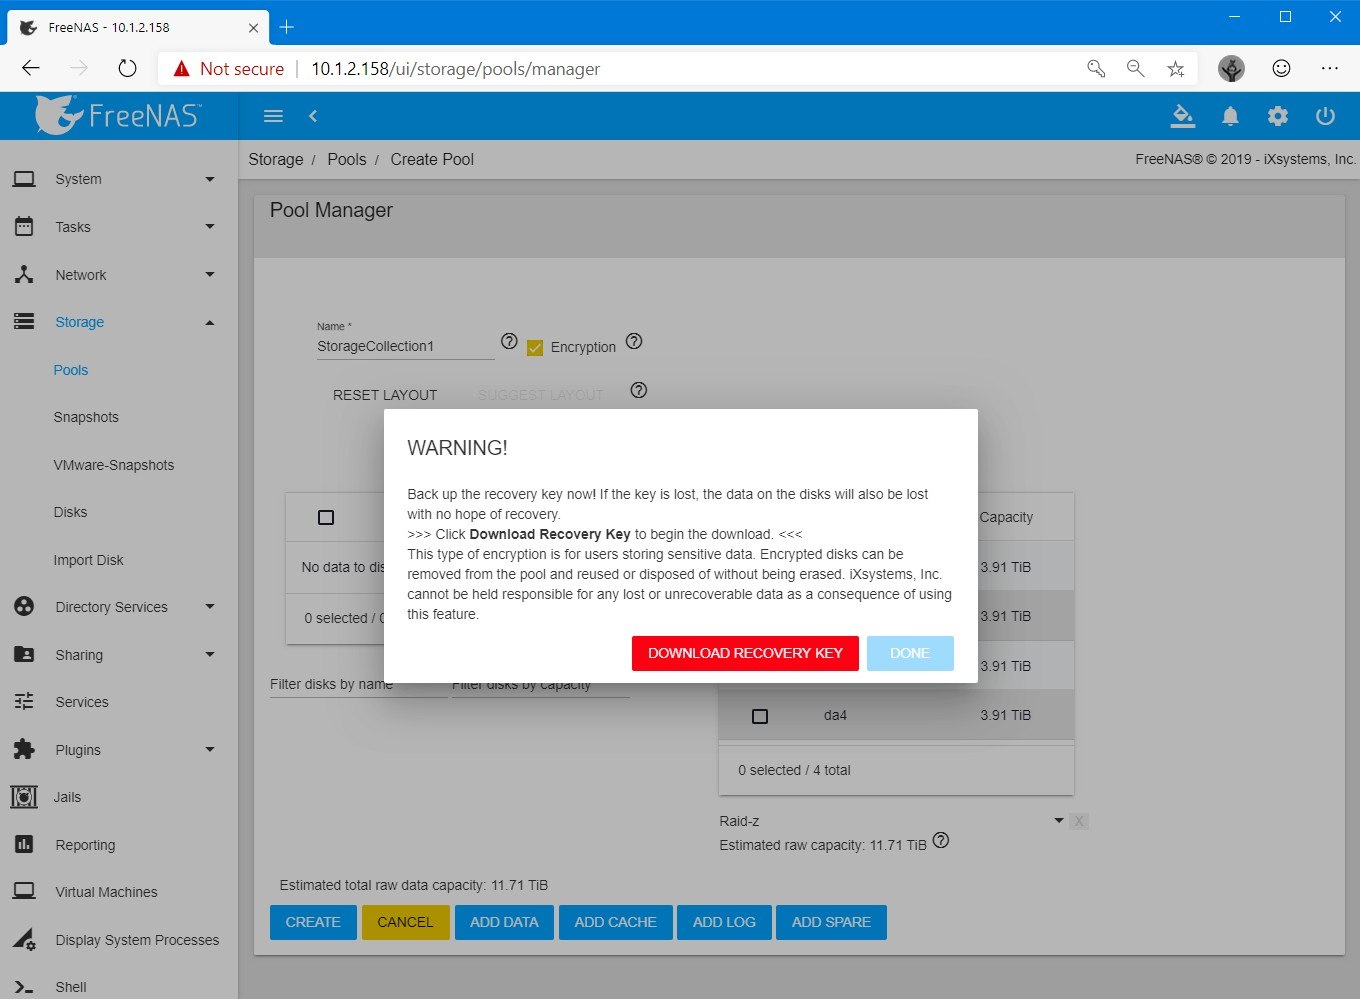 FreeNAS - 10.1.2.158
Not secure | 10.1.2.158/ui/storage/pools/manager
FreeNAS™
Storage / Pools / Create Pool
FreeNAS® © 2019 - iXsystems, Inc.
System
Tasks
Network
Storage
Pools
Snapshots
VMware-Snapshots
Disks
Import Disk
Directory Services
Sharing
Services
Plugins
Jails
Reporting
Virtual Machines
Display System Processes
Shell
Pool Manager
Name *
StorageCollection1
Encryption
RESET LAYOUT
SUGGEST LAYOUT
WARNING!
Back up the recovery key now! If the key is lost, the data on the disks will also be lost
with no hope of recovery.
>>> Click Download Recovery Key to begin the download. <<<
This type of encryption is for users storing sensitive data. Encrypted disks can be
removed from the pool and reused or disposed of without being erased. iXsystems, Inc.
cannot be held responsible for any lost or unrecoverable data as a consequence of using
this feature.
DOWNLOAD RECOVERY KEY
DONE
No data to dis
0 selected /
Filter disks by name
Filter disks by capacity
Capacity
3.91 TiB
3.91 TiB
3.91 TiB
da4 3.91 TiB
0 selected / 4 total
Raid-z
X
Estimated raw capacity: 11.71 TiB
Estimated total raw data capacity: 11.71 TiB
CREATE
CANCEL
ADD DATA
ADD CACHE
ADD LOG
ADD SPARE